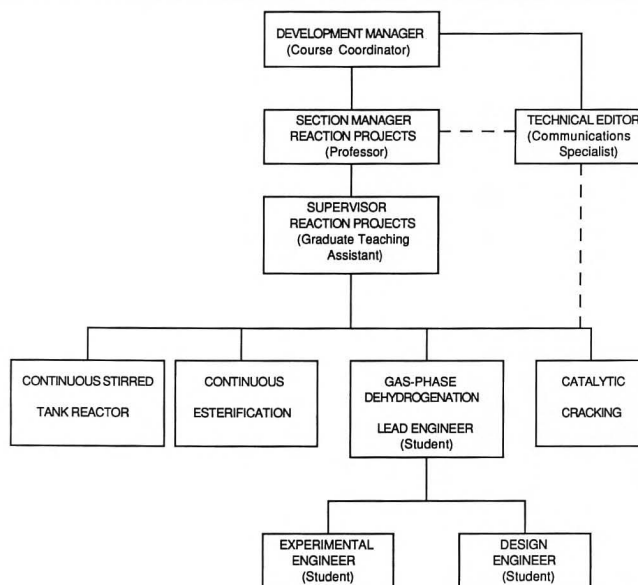 DEVELOPMENT MANAGER
(Course Coordinator)
SECTION MANAGER
REACTION PROJECTS
(Professor)
TECHNICAL EDITOR
(Communications
Specialist)
SUPERVISOR
REACTION PROJECTS
(Graduate Teaching
Assistant)
CONTINUOUS STIRRED
TANK REACTOR
CONTINUOUS
ESTERIFICATION
GAS-PHASE
DEHYDROGENATION
LEAD ENGINEER
(Student)
CATALYTIC
CRACKING
EXPERIMENTAL
ENGINEER
(Student)
DESIGN
ENGINEER
(Student)